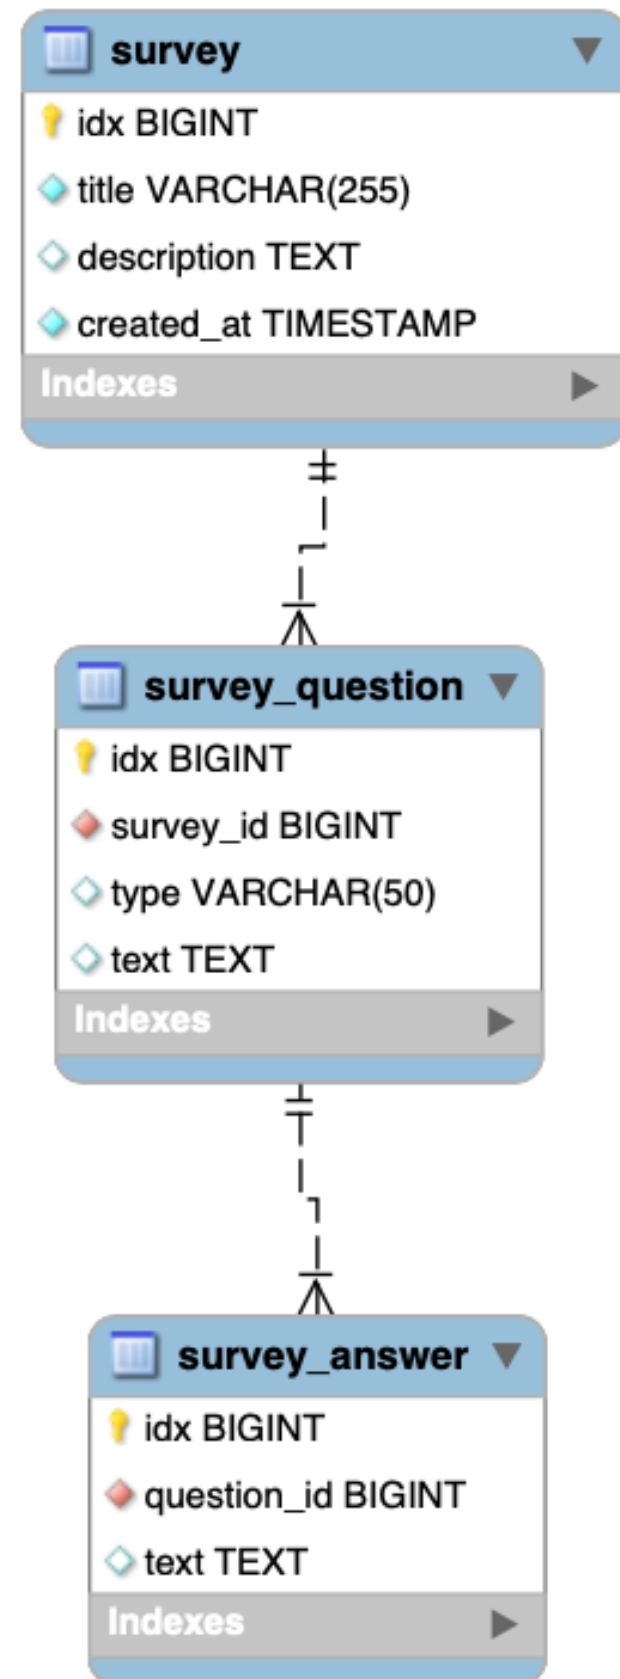 survey
idx BIGINT
title VARCHAR(255)
description TEXT
created_at TIMESTAMP
Indexes
survey_question
idx BIGINT
survey_id BIGINT
type VARCHAR(50)
text TEXT
Indexes
survey_answer
idx BIGINT
question_id BIGINT
text TEXT
Indexes